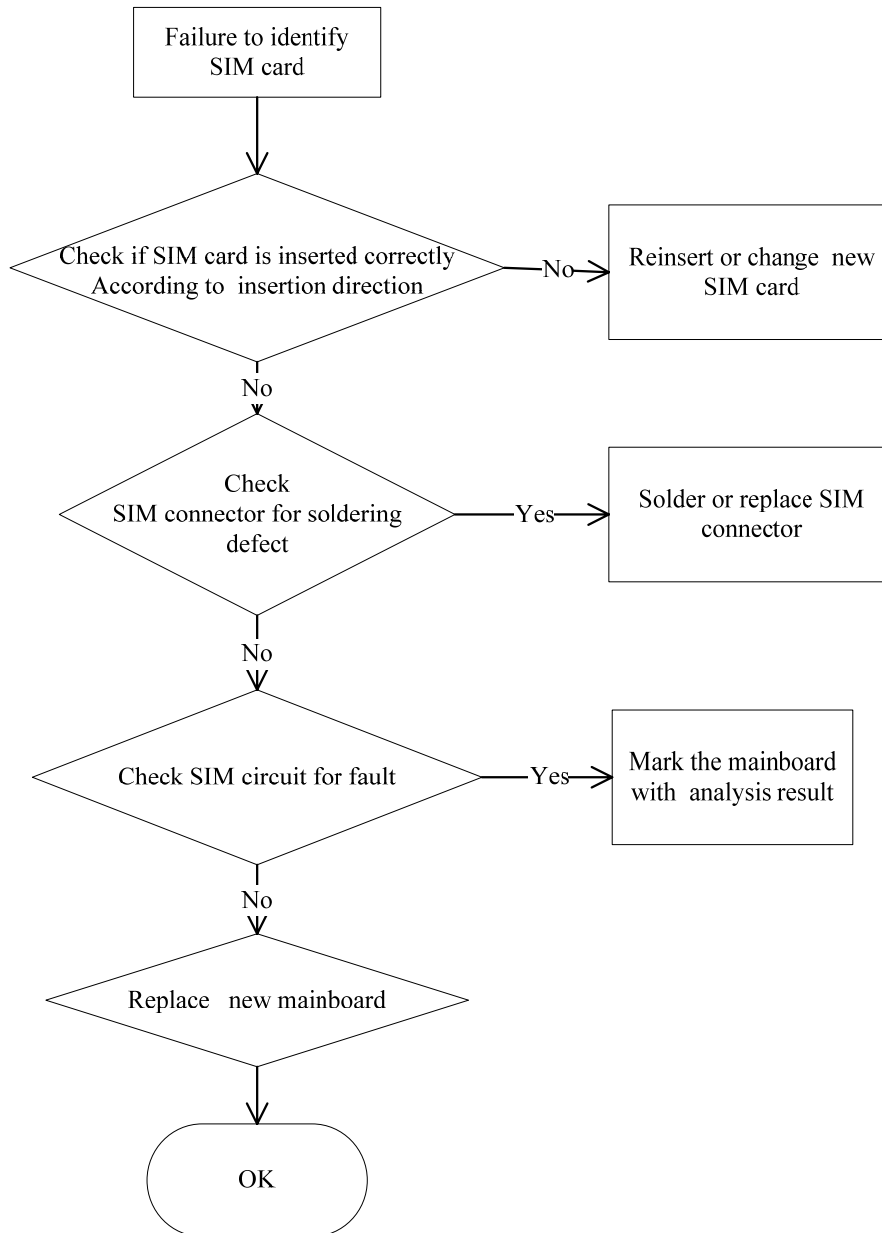 Failure to identify
SIM card
Check if SIM card is inserted correctly
According to insertion direction
No
Reinsert or change new
SIM card
No
Check
SIM connector for soldering
defect
Yes
Solder or replace SIM
connector
No
Check SIM circuit for fault
Yes
Mark the mainboard
with analysis result
No
Replace new mainboard
OK